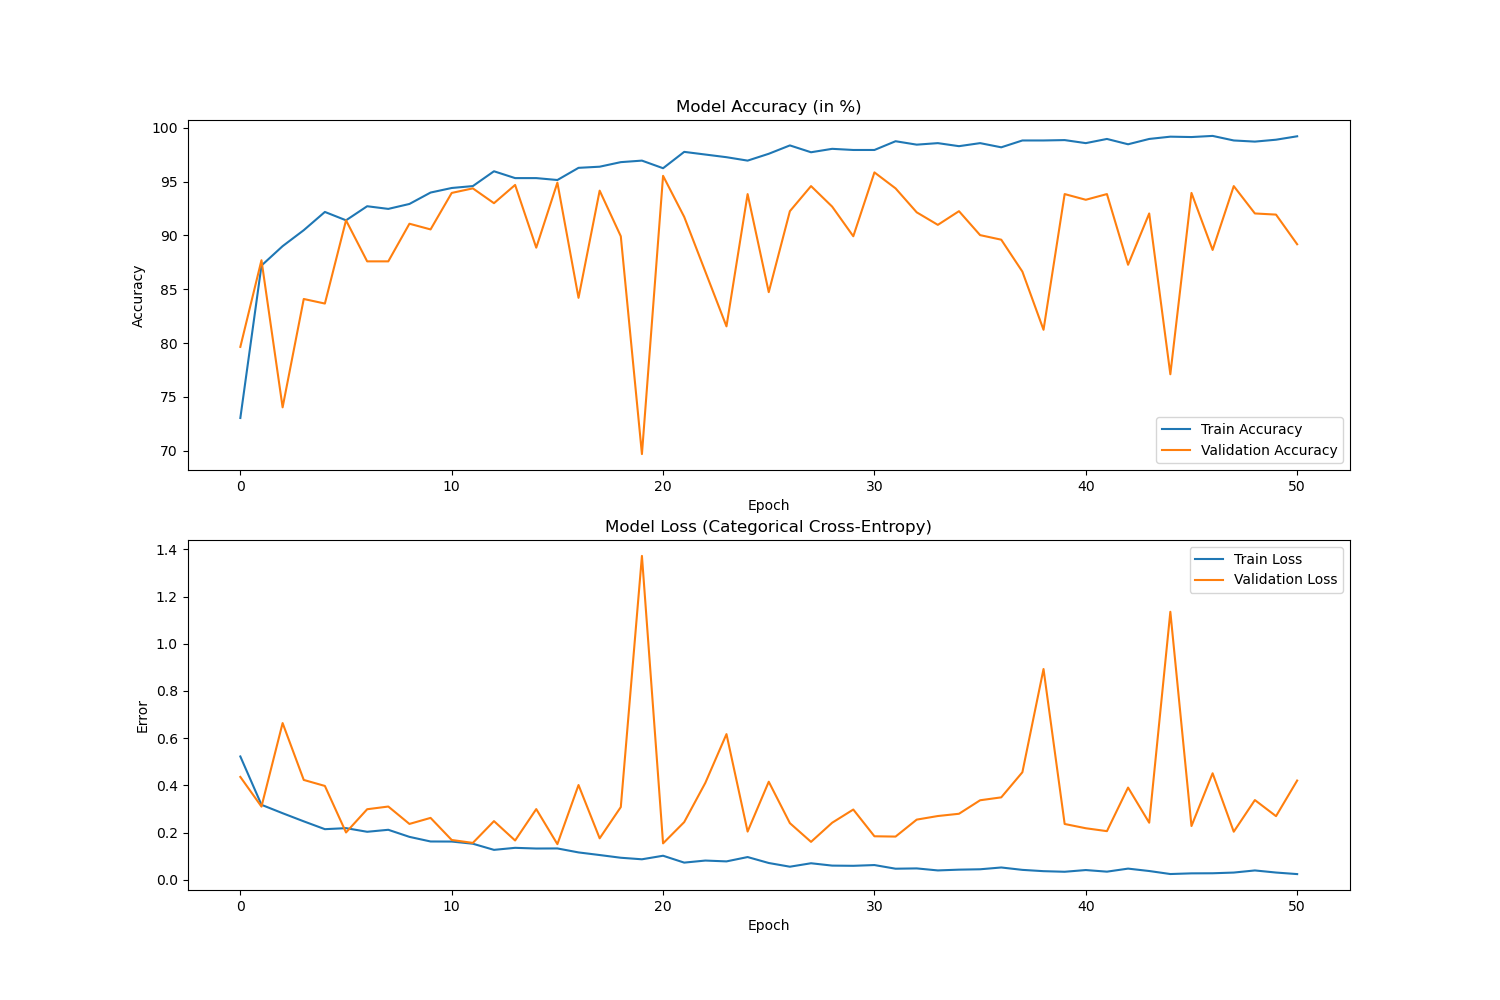 Model Accuracy (in %)
100
95
90
85
80
75
70
Accuracy
Train Accuracy
Validation Accuracy
0 10 20 30 40 50
Epoch
Model Loss (Categorical Cross-Entropy)
1.4
1.2
1.0
0.8
0.6
0.4
0.2
0.0
Error
Train Loss
Validation Loss
0 10 20 30 40 50
Epoch